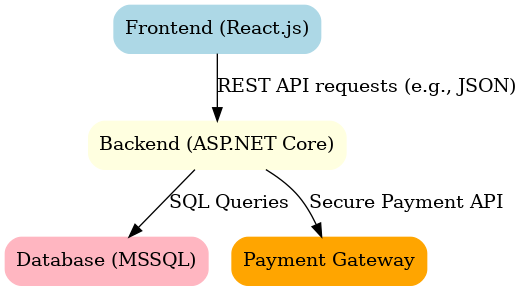 Frontend (React.js)
REST API requests (e.g., JSON)
Backend (ASP.NET Core)
SQL Queries
Secure Payment API
Database (MSSQL)
Payment Gateway